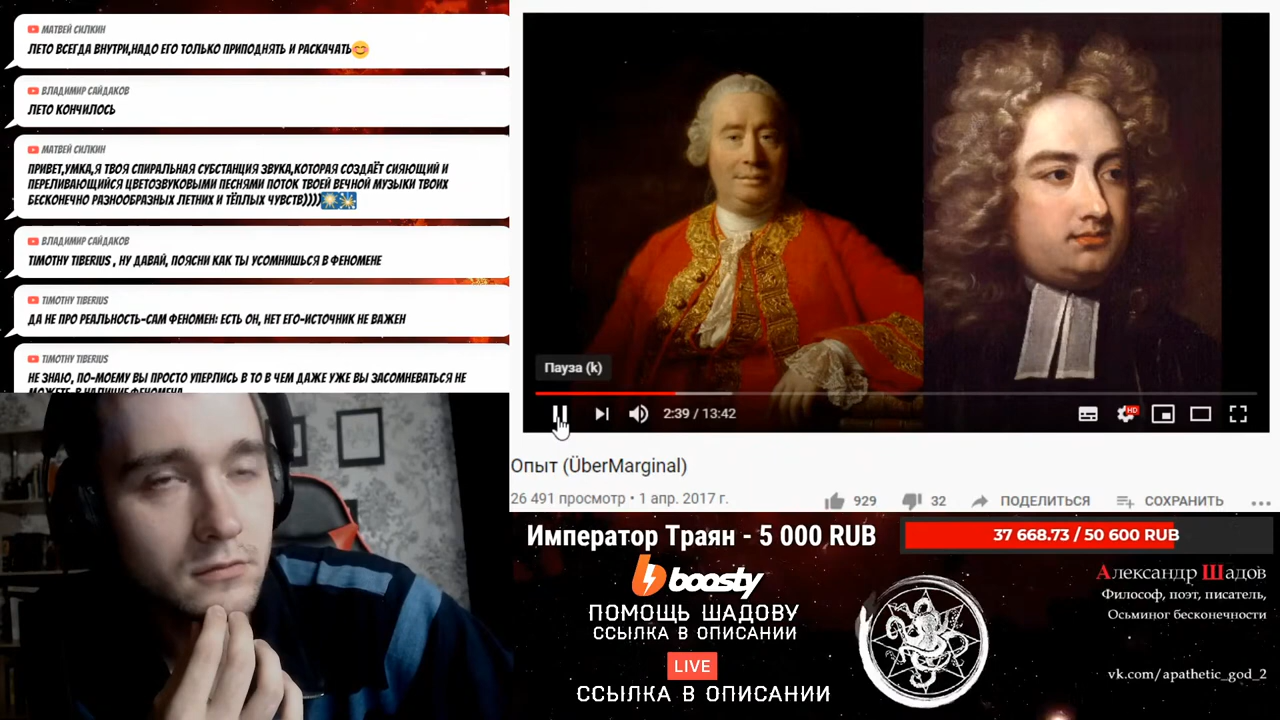 МАТВЕЙ СИЛКИН
ЛЕТО ВСЕГДА ВНУТРИ,НАДО ЕГО ТОЛЬКО ПРИПОДНЯТЬ И РАСКАЧАТЬ😊
ВЛАДИМИР САЙДАКОВ
ЛЕТО КОНЧИЛОСЬ
МАТВЕЙ СИЛКИН
ПРИВЕТ,УМКА,Я ТВОЯ СПИРАЛЬНАЯ СУБСТАНЦИЯ ЗВУКА,КОТОРАЯ СОЗДАЁТ СИЯЮЩИЙ И
ПЕРЕЛИВАЮЩИЙСЯ ЦВЕТОЗВУКОВЫМИ ПЕСНЯМИ ПОТОК ТВОЕЙ ВЕЧНОЙ МУЗЫКИ ТВОИХ
БЕСКОНЕЧНО РАЗНООБРАЗНЫХ ЛЕТНИХ И ТЁПЛЫХ ЧУВСТВ))))🎇🎆
ВЛАДИМИР САЙДАКОВ
TIMOTHY TIBERIUS , НУ ДАВАЙ, ПОЯСНИ КАК ТЫ УСОМНИШЬСЯ В ФЕНОМЕНЕ
TIMOTHY TIBERIUS
ДА НЕ ПРО РЕАЛЬНОСТЬ-САМ ФЕНОМЕН: ЕСТЬ ОН, НЕТ ЕГО-ИСТОЧНИК НЕ ВАЖЕН
TIMOTHY TIBERIUS
НЕ ЗНАЮ, ПО-МОЕМУ ВЫ ПРОСТО УПЕРЛИСЬ В ТО В ЧЕМ ДАЖЕ УЖЕ ВЫ ЗАСОМНЕВАТЬСЯ НЕ
МОЖЕТЕ, В НАЛИЧИЕ ФЕНОМЕНА
Пауза (k)
2:39 / 13:42
HD
Опыт (ÜberMarginal)
26 491 просмотр • 1 апр. 2017 г.
929
32
ПОДЕЛИТЬСЯ
СОХРАНИТЬ
Император Траян - 5 000 RUB
37 668.73 / 50 600 RUB
boosty
ПОМОЩЬ ШАДОВУ
ССЫЛКА В ОПИСАНИИ
LIVE
ССЫЛКА В ОПИСАНИИ
Александр Шадов
Философ, поэт, писатель,
Осьминог бесконечности
vk.com/apathetic_god_2